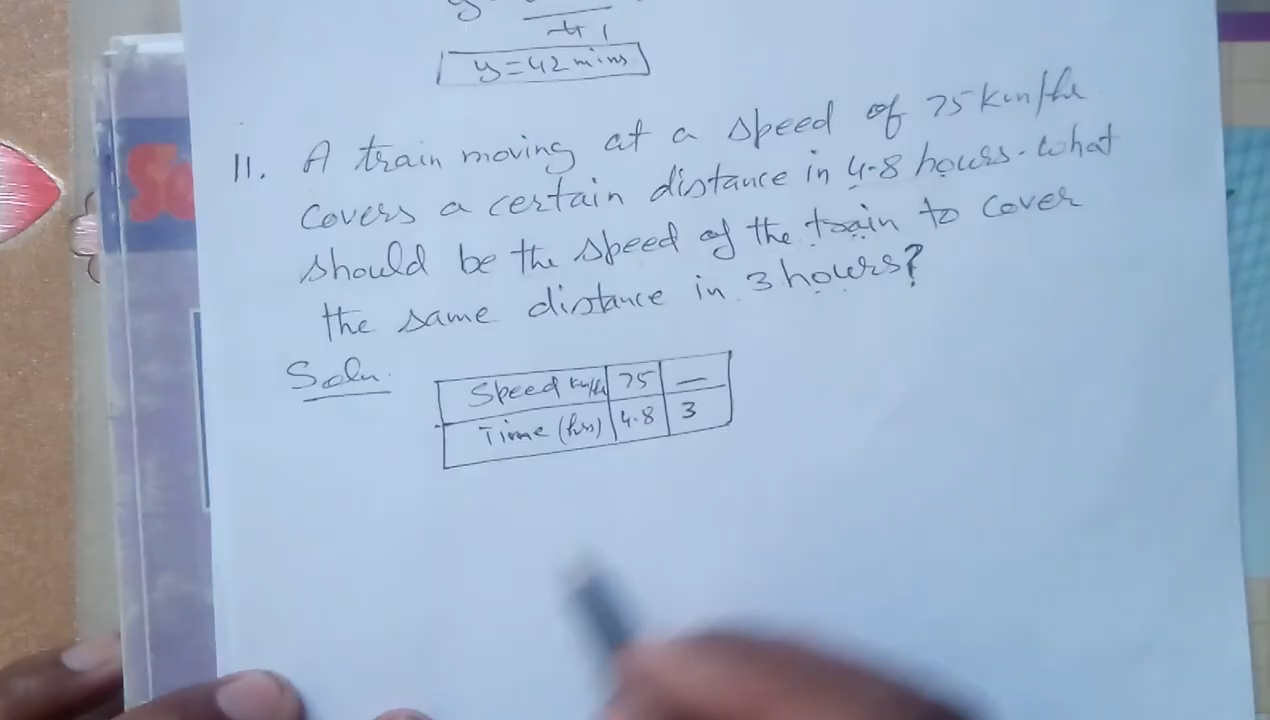 y=42 mins
11. A train moving at a speed of 75 Km/hr
covers a certain distance in 4.8 hours. what
should be the speed of the train to cover
the same distance in 3 hours?
Soln.
Speed Km/hr 75 —
Time (hrs) 4.8 3